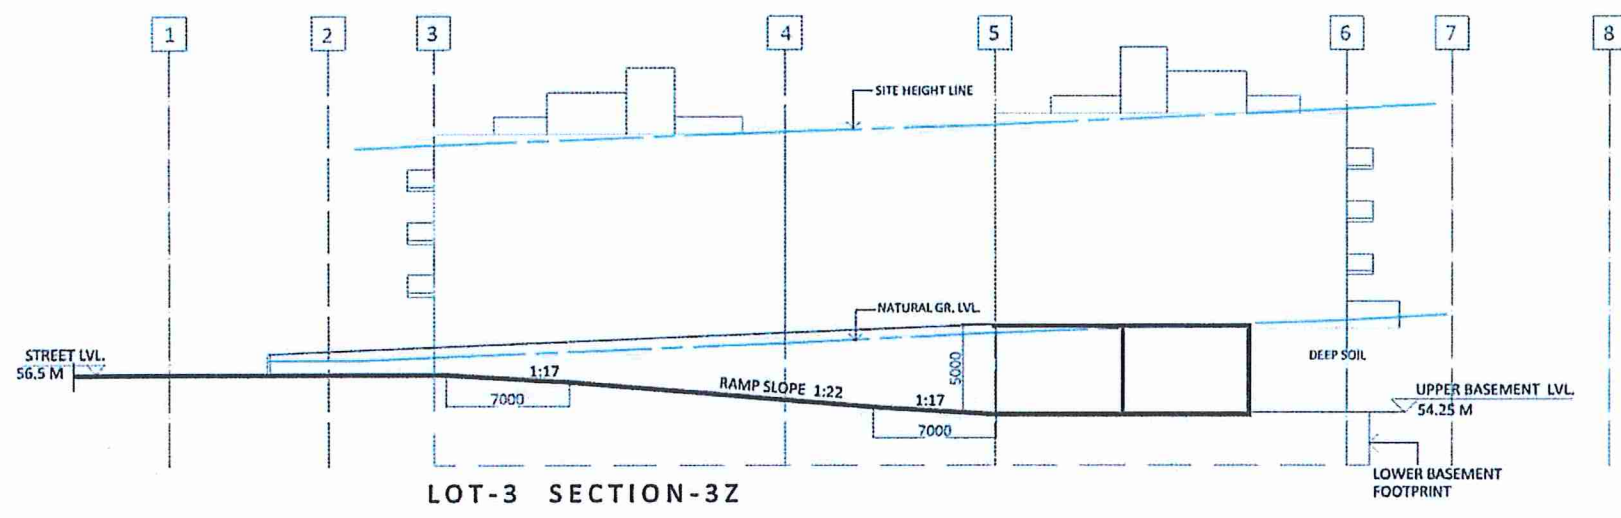 1 2 3 4 5 6 7 8
SITE HEIGHT LINE
NATURAL GR. LVL.
STREET LVL.
56.5 M
1:17
7000
RAMP SLOPE 1:22
1:17
7000
5000
DEEP SOIL
UPPER BASEMENT LVL.
54.25 M
LOWER BASEMENT
FOOTPRINT
LOT-3 SECTION-3Z